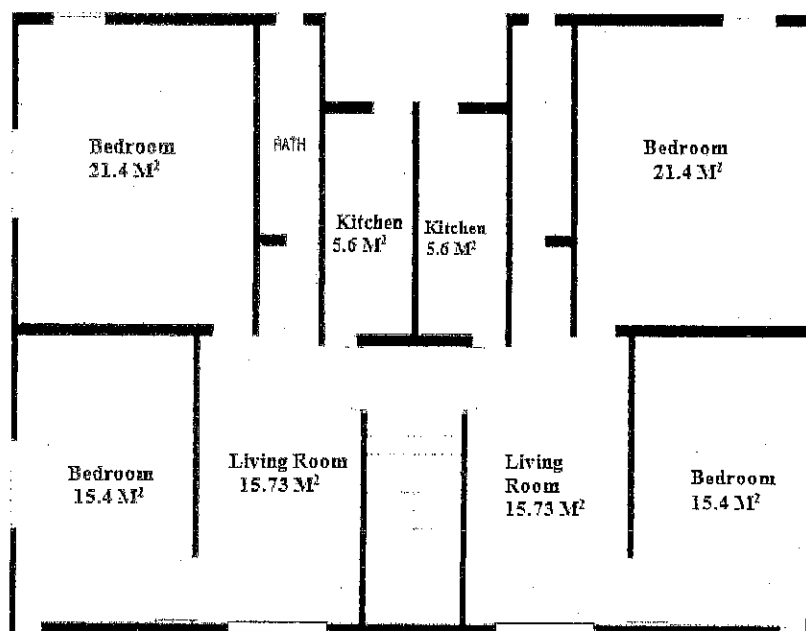 Bedroom
21.4 M²
BATH
Kitchen
5.6 M²
Kitchen
5.6 M²
Bedroom
21.4 M²
Bedroom
15.4 M²
Living Room
15.73 M²
Living
Room
15.73 M²
Bedroom
15.4 M²